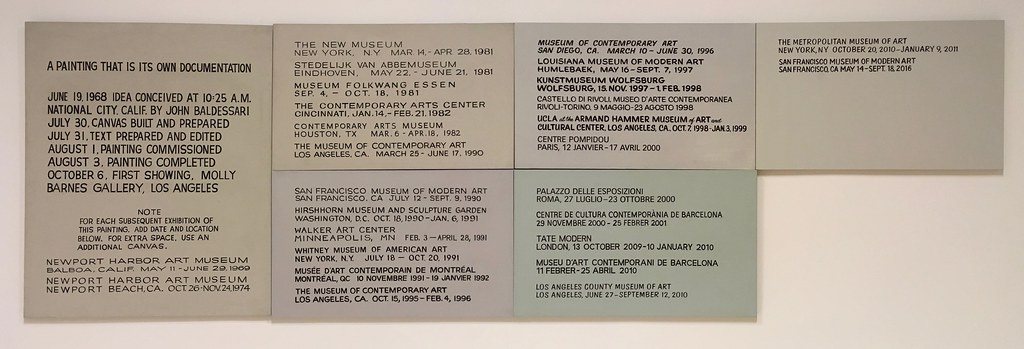 A PAINTING THAT IS ITS OWN DOCUMENTATION
JUNE 19, 1968 IDEA CONCEIVED AT 10:25 A.M.
NATIONAL CITY, CALIF. BY JOHN BALDESSARI
JULY 30, CANVAS BUILT AND PREPARED
JULY 31, TEXT PREPARED AND EDITED
AUGUST 1, PAINTING COMMISSIONED
AUGUST 3, PAINTING COMPLETED
OCTOBER 6, FIRST SHOWING, MOLLY
BARNES GALLERY, LOS ANGELES
NOTE
FOR EACH SUBSEQUENT EXHIBITION OF
THIS PAINTING, ADD DATE AND LOCATION
BELOW. FOR EXTRA SPACE, USE AN
ADDITIONAL CANVAS.
NEWPORT HARBOR ART MUSEUM
BALBOA, CALIF. MAY 11 - JUNE 29, 1969
NEWPORT HARBOR ART MUSEUM
NEWPORT BEACH, CA. OCT. 26 - NOV. 24, 1974
THE NEW MUSEUM
NEW YORK, N.Y. MAR. 14. - APR. 28, 1981
STEDELIJK VAN ABBEMUSEUM
EINDHOVEN, MAY 22. - JUNE 21, 1981
MUSEUM FOLKWANG ESSEN
SEP. 4. - OCT. 18, 1981
THE CONTEMPORARY ARTS CENTER
CINCINNATI, JAN. 14. - FEB. 21. 1982
CONTEMPORARY ARTS MUSEUM
HOUSTON, TX MAR. 6 - APR. 18, 1982
THE MUSEUM OF CONTEMPORARY ART
LOS ANGELES, CA. MARCH 25 - JUNE 17. 1990
SAN FRANCISCO MUSEUM OF MODERN ART
SAN FRANCISCO, CA JULY 12 - SEPT. 9. 1990
HIRSHHORN MUSEUM AND SCULPTURE GARDEN
WASHINGTON, D.C. OCT. 18, 1990 - JAN. 6, 1991
WALKER ART CENTER
MINNEAPOLIS, MN FEB. 3 - APRIL 28, 1991
WHITNEY MUSEUM OF AMERICAN ART
NEW YORK, N.Y. JULY 18 - OCT. 20, 1991
MUSÉE D'ART CONTEMPORAIN DE MONTRÉAL
MONTRÉAL, QC 10 NOVEMBRE 1991 - 19 JANVIER 1992
THE MUSEUM OF CONTEMPORARY ART
LOS ANGELES, CA. OCT. 15, 1995 - FEB. 4, 1996
MUSEUM OF CONTEMPORARY ART
SAN DIEGO, CA. MARCH 10 - JUNE 30, 1996
LOUISIANA MUSEUM OF MODERN ART
HUMLEBAEK, MAY 16 - SEPT. 7, 1997
KUNSTMUSEUM WOLFSBURG
WOLFSBURG, 15. NOV. 1997 - 1. FEB. 1998
CASTELLO DI RIVOLI, MUSEO D'ARTE CONTEMPORANEA
RIVOLI-TORINO, 9 MAGGIO - 23 AGOSTO 1998
UCLA at the ARMAND HAMMER MUSEUM of ART and
CULTURAL CENTER, LOS ANGELES, CA. OCT. 7, 1998 - JAN. 3, 1999
CENTRE POMPIDOU
PARIS, 12 JANVIER - 17 AVRIL 2000
PALAZZO DELLE ESPOSIZIONI
ROMA, 27 LUGLIO - 23 OTTOBRE 2000
CENTRE DE CULTURA CONTEMPORÀNIA DE BARCELONA
29 NOVEMBRE 2000 - 25 FEBRER 2001
TATE MODERN
LONDON, 13 OCTOBER 2009 - 10 JANUARY 2010
MUSEU D'ART CONTEMPORANI DE BARCELONA
11 FEBRER - 25 ABRIL 2010
LOS ANGELES COUNTY MUSEUM OF ART
LOS ANGELES, JUNE 27 - SEPTEMBER 12, 2010
THE METROPOLITAN MUSEUM OF ART
NEW YORK, NY OCTOBER 20, 2010 - JANUARY 9, 2011
SAN FRANCISCO MUSEUM OF MODERN ART
SAN FRANCISCO, CA MAY 14 - SEPT. 18, 2016